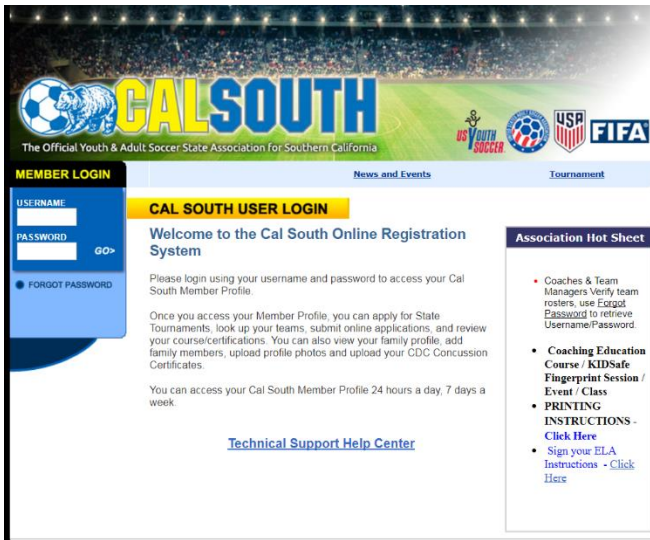 CALSOUTH
The Official Youth & Adult Soccer State Association for Southern California
US YOUTH
SOCCER
USA
FIFA
MEMBER LOGIN
News and Events
Tournament
USERNAME
PASSWORD
GO>
FORGOT PASSWORD
CAL SOUTH USER LOGIN
Welcome to the Cal South Online Registration
System
Please login using your username and password to access your Cal
South Member Profile.
Once you access your Member Profile, you can apply for State
Tournaments, look up your teams, submit online applications, and review
your course/certifications. You can also view your family profile, add
family members, upload profile photos and upload your CDC Concussion
Certificates.
You can access your Cal South Member Profile 24 hours a day, 7 days a
week.
Technical Support Help Center
Association Hot Sheet
Coaches & Team
Managers Verify team
rosters, use Forgot
Password to retrieve
Username/Password.
Coaching Education
Course / KIDSafe
Fingerprint Session /
Event / Class
PRINTING
INSTRUCTIONS -
Click Here
Sign your ELA
Instructions - Click
Here